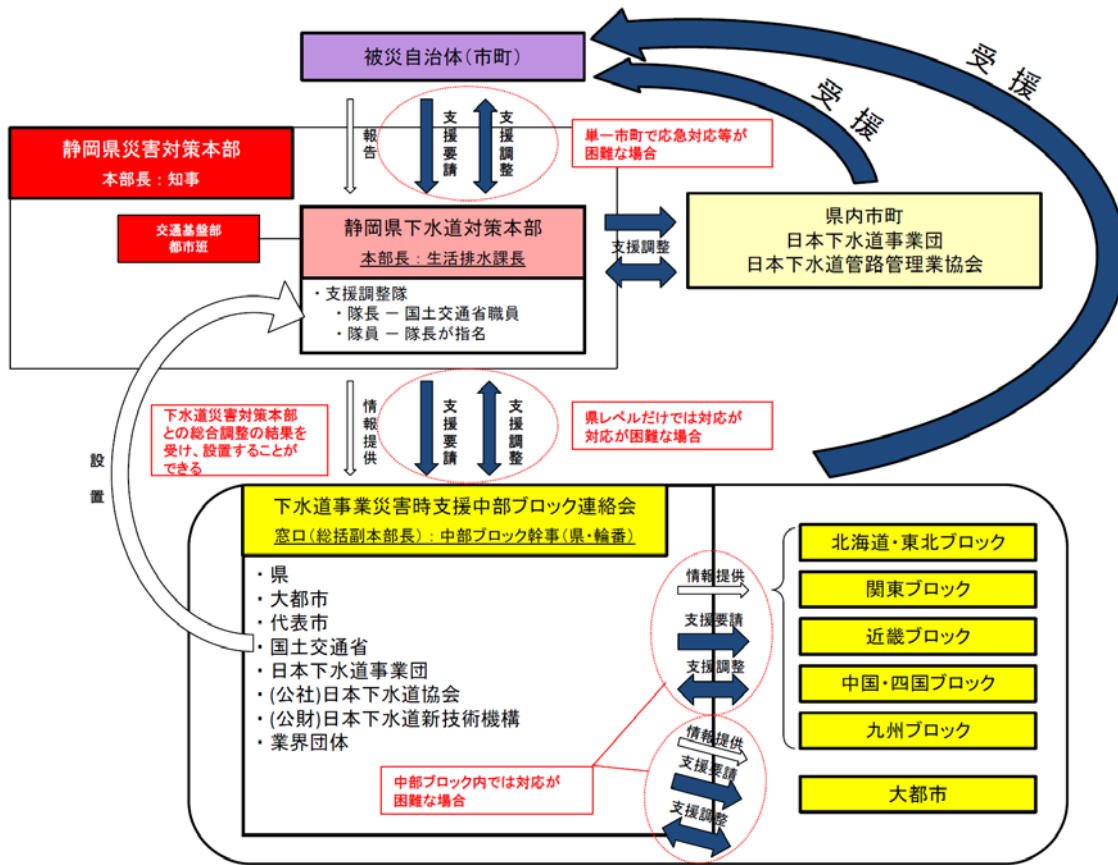 被災自治体(市町)
受援
受援
報告
支援要請
支援調整
単一市町で応急対応等が
困難な場合
静岡県災害対策本部
本部長:知事
交通基盤部
都市班
静岡県下水道対策本部
本部長:生活排水課長
・支援調整隊
・隊長 ― 国土交通省職員
・隊員 ― 隊長が指名
支援調整
県内市町
日本下水道事業団
日本下水道管路管理業協会
設置
下水道災害対策本部
との総合調整の結果を
受け、設置することが
できる
情報提供
支援要請
支援調整
県レベルだけでは対応が
対応が困難な場合
下水道事業災害時支援中部ブロック連絡会
窓口(総括副本部長):中部ブロック幹事(県・輪番)
・県
・大都市
・代表市
・国土交通省
・日本下水道事業団
・(公社)日本下水道協会
・(公財)日本下水道新技術機構
・業界団体
情報提供
支援要請
支援調整
情報提供
支援要請
支援調整
中部ブロック内では対応が
困難な場合
北海道・東北ブロック
関東ブロック
近畿ブロック
中国・四国ブロック
九州ブロック
大都市